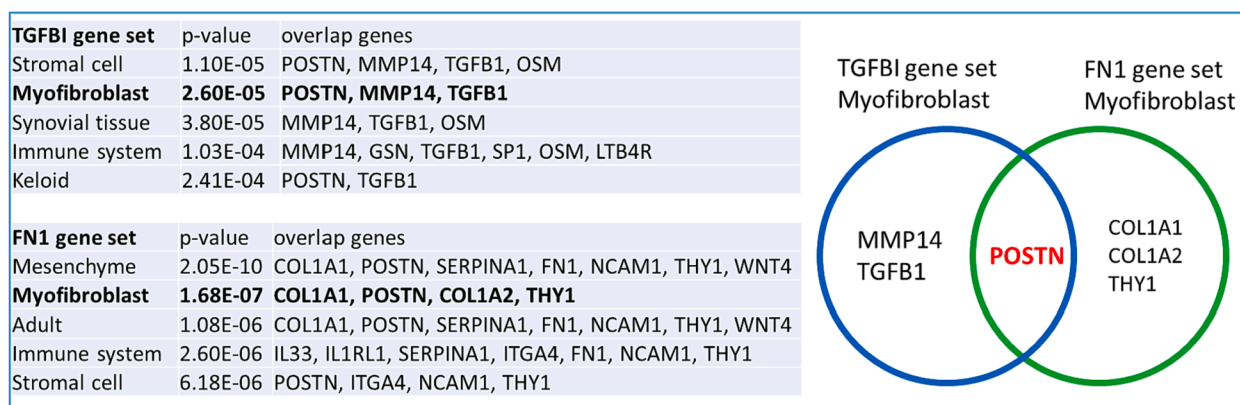 TGFBI gene set p-value overlap genes
Stromal cell 1.10E-05 POSTN, MMP14, TGFB1, OSM
Myofibroblast 2.60E-05 POSTN, MMP14, TGFB1
Synovial tissue 3.80E-05 MMP14, TGFB1, OSM
Immune system 1.03E-04 MMP14, GSN, TGFB1, SP1, OSM, LTB4R
Keloid 2.41E-04 POSTN, TGFB1
FN1 gene set p-value overlap genes
Mesenchyme 2.05E-10 COL1A1, POSTN, SERPINA1, FN1, NCAM1, THY1, WNT4
Myofibroblast 1.68E-07 COL1A1, POSTN, COL1A2, THY1
Adult 1.08E-06 COL1A1, POSTN, SERPINA1, FN1, NCAM1, THY1, WNT4
Immune system 2.60E-06 IL33, IL1RL1, SERPINA1, ITGA4, FN1, NCAM1, THY1
Stromal cell 6.18E-06 POSTN, ITGA4, NCAM1, THY1
TGFBI gene set
Myofibroblast
FN1 gene set
Myofibroblast
MMP14
TGFB1
POSTN
COL1A1
COL1A2
THY1